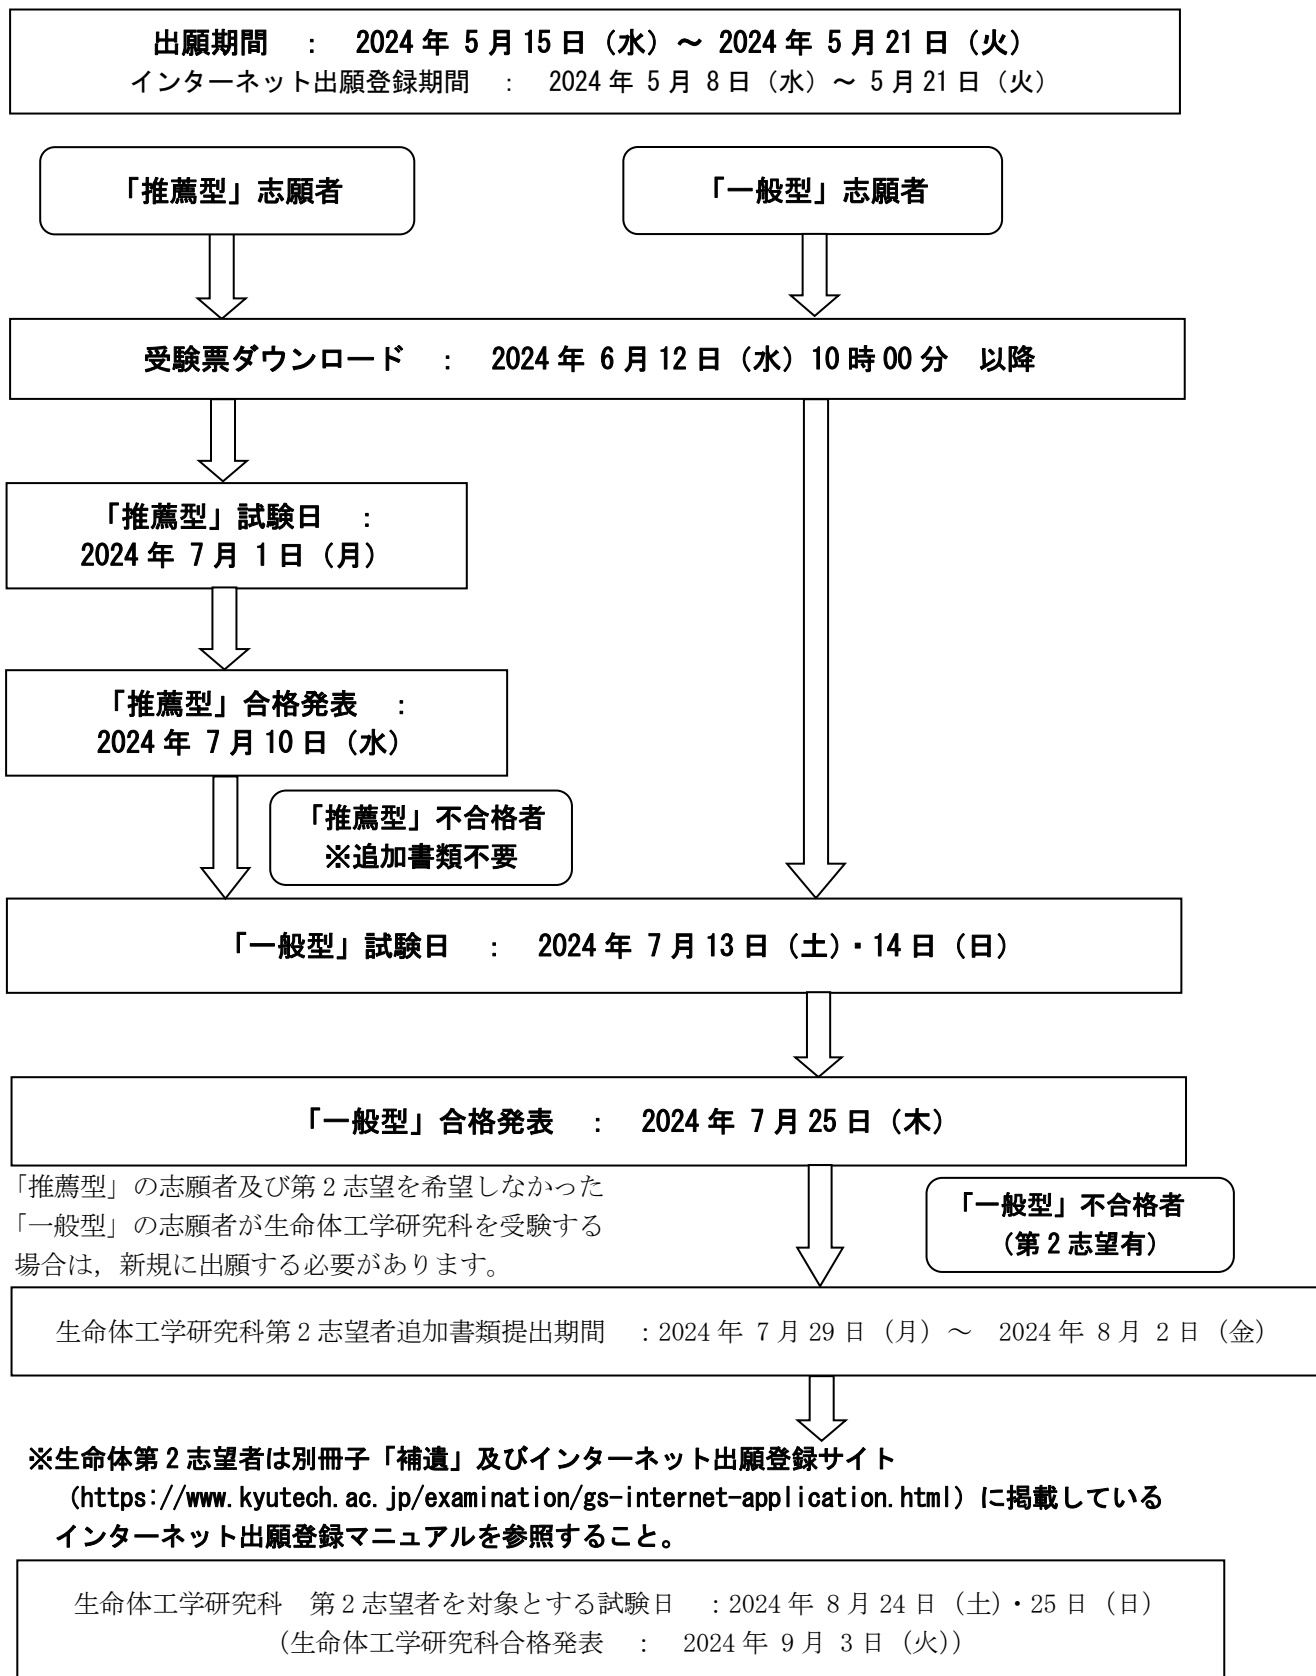 出願期間　：　2024 年 5 月 15 日（水）～ 2024 年 5 月 21 日（火）
インターネット出願登録期間　：　2024 年 5 月 8 日（水）～ 5 月 21 日（火）
「推薦型」志願者
「一般型」志願者
受験票ダウンロード　：　2024 年 6 月 12 日（水）10 時 00 分　以降
「推薦型」試験日　：
2024 年 7 月 1 日（月）
「推薦型」合格発表　：
2024 年 7 月 10 日（水）
「推薦型」不合格者
※追加書類不要
「一般型」試験日　：　2024 年 7 月 13 日（土）・14 日（日）
「一般型」合格発表　：　2024 年 7 月 25 日（木）
「推薦型」の志願者及び第 2 志望を希望しなかった
「一般型」の志願者が生命体工学研究科を受験する
場合は，新規に出願する必要があります。
「一般型」不合格者
（第 2 志望有）
生命体工学研究科第 2 志望者追加書類提出期間　：2024 年 7 月 29 日（月）～　2024 年 8 月 2 日（金）
※生命体第 2 志望者は別冊子「補遺」及びインターネット出願登録サイト
（https://www.kyutech.ac.jp/examination/gs-internet-application.html）に掲載している
インターネット出願登録マニュアルを参照すること。
生命体工学研究科　第 2 志望者を対象とする試験日　：2024 年 8 月 24 日（土）・25 日（日）
（生命体工学研究科合格発表　：　2024 年 9 月 3 日（火））